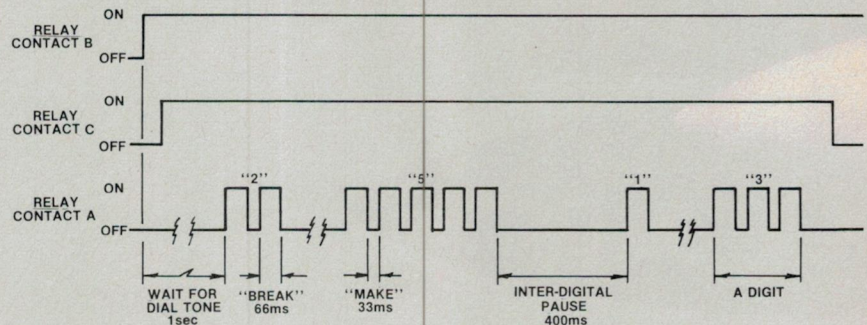 RELAY
CONTACT B
ON
OFF
RELAY
CONTACT C
ON
OFF
RELAY
CONTACT A
ON
OFF
"2"
"5"
"1"
"3"
WAIT FOR
DIAL TONE
1sec
"BREAK"
66ms
"MAKE"
33ms
INTER-DIGITAL
PAUSE
400ms
A DIGIT